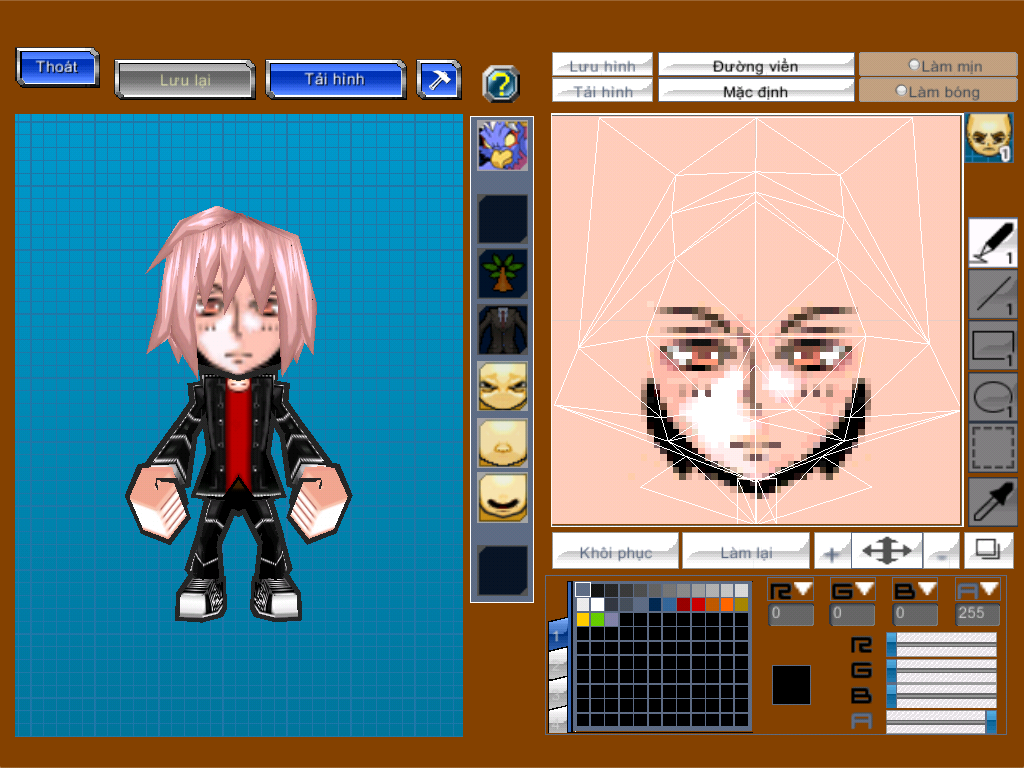 Thoát
Lưu lại
Tải hình
?
Lưu hình
Đường viền
Làm mịn
Tải hình
Mặc định
Làm bóng
1
1
1
1
1
Khôi phục
Làm lại
+
-
1
R G B A
0 0 0 255
R
G
B
A